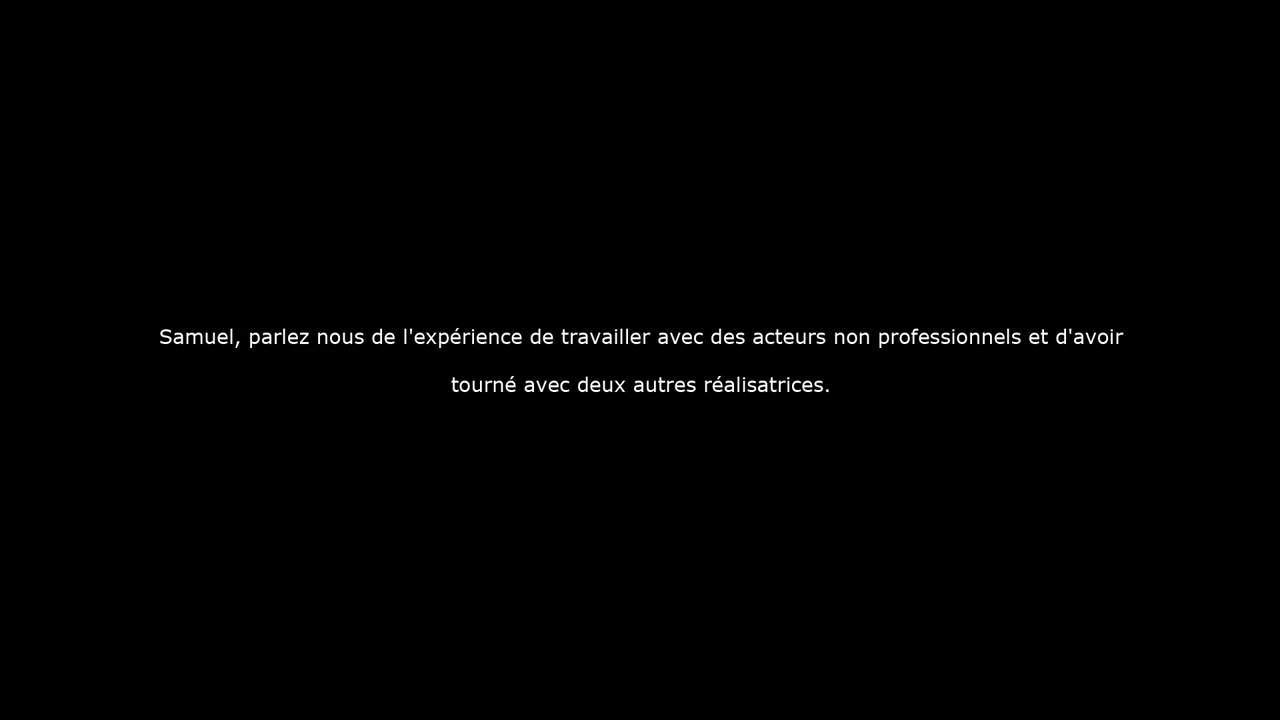 Samuel, parlez nous de l'expérience de travailler avec des acteurs non professionnels et d'avoir
tourné avec deux autres réalisatrices.